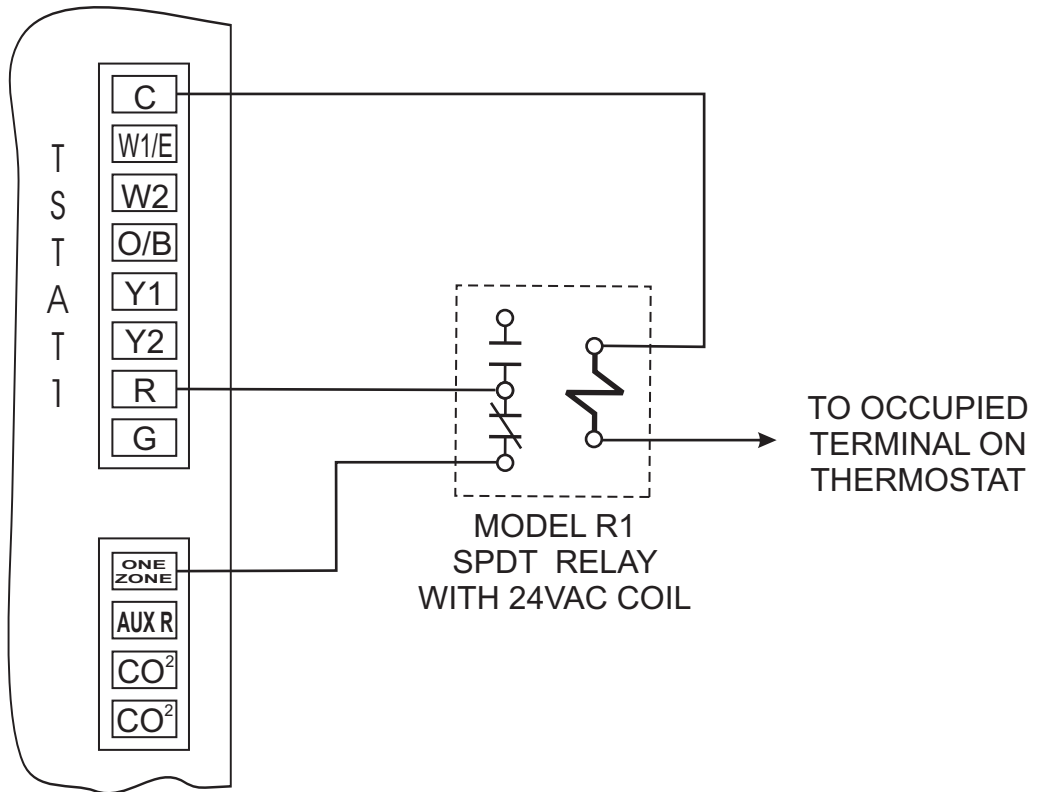 T
S
T
A
T
1
C
W1/E
W2
O/B
Y1
Y2
R
G
ONE
ZONE
AUX R
CO²
CO²
MODEL R1
SPDT RELAY
WITH 24VAC COIL
TO OCCUPIED
TERMINAL ON
THERMOSTAT